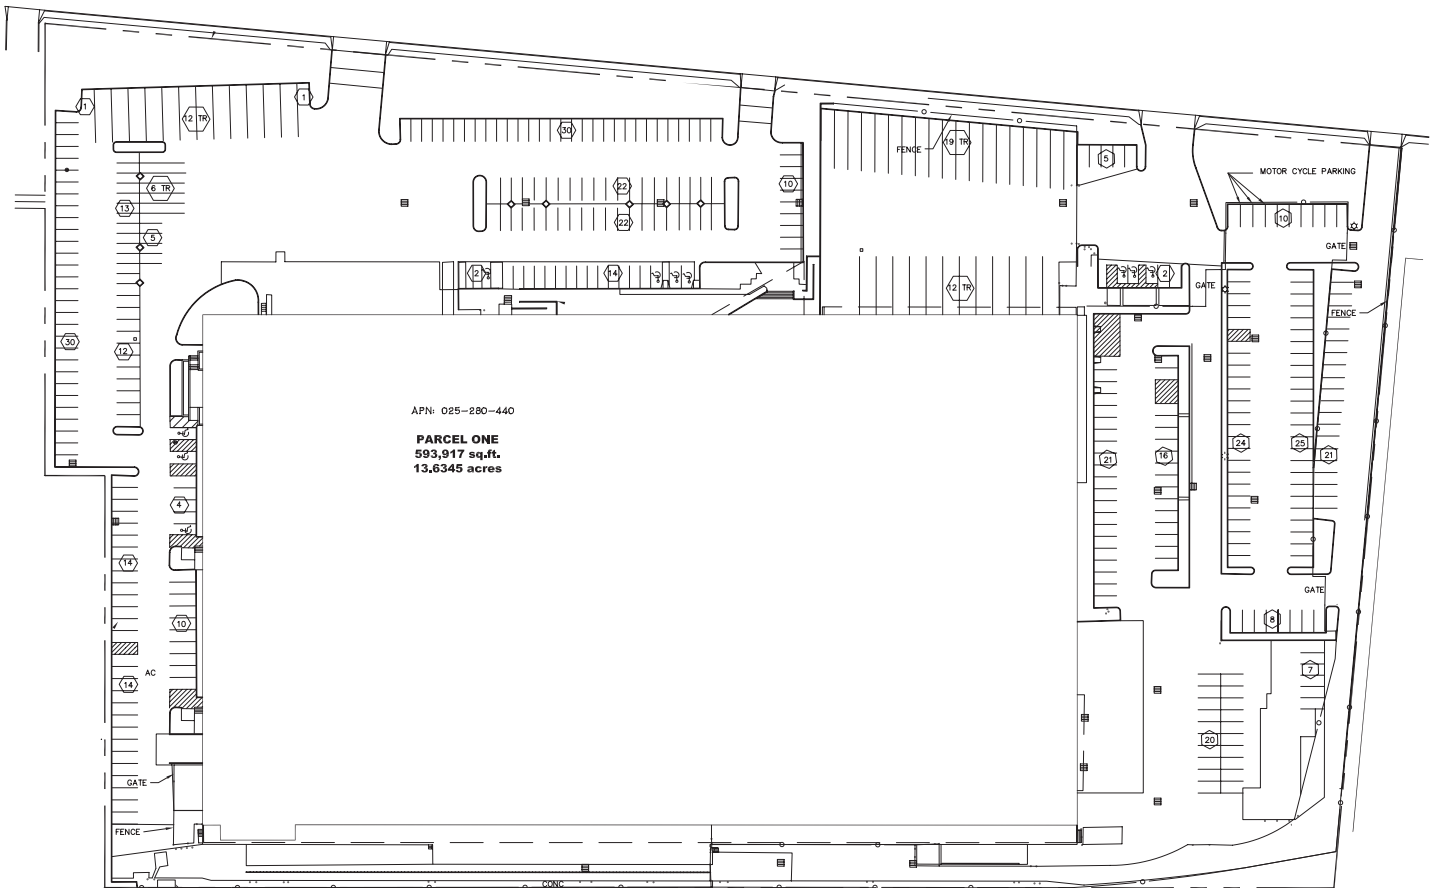 1
1
12 TR
30
19 TR
FENCE
5
MOTOR CYCLE PARKING
6 TR
22
10
13
22
10
5
GATE
2
14
2
12 TR
GATE
FENCE
30
12
APN: 025-280-440
PARCEL ONE
593,917 sq.ft.
13.6345 acres
24
25
21
16
21
4
14
10
GATE
8
AC
7
14
20
GATE
FENCE
CONC